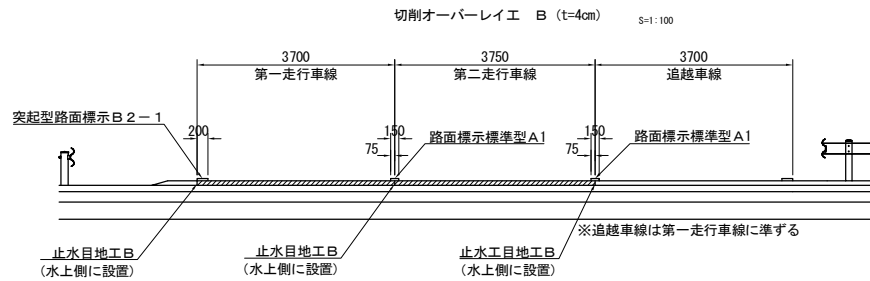 切削オーバーレイ工　B (t=4cm)
S=1:100
3700
3750
3700
第一走行車線
第二走行車線
追越車線
突起型路面標示B2-1
200
150
路面標示標準型A1
150
路面標示標準型A1
75
75
※追越車線は第一走行車線に準ずる
止水目地工B
(水上側に設置)
止水目地工B
(水上側に設置)
止水工目地工B
(水上側に設置)